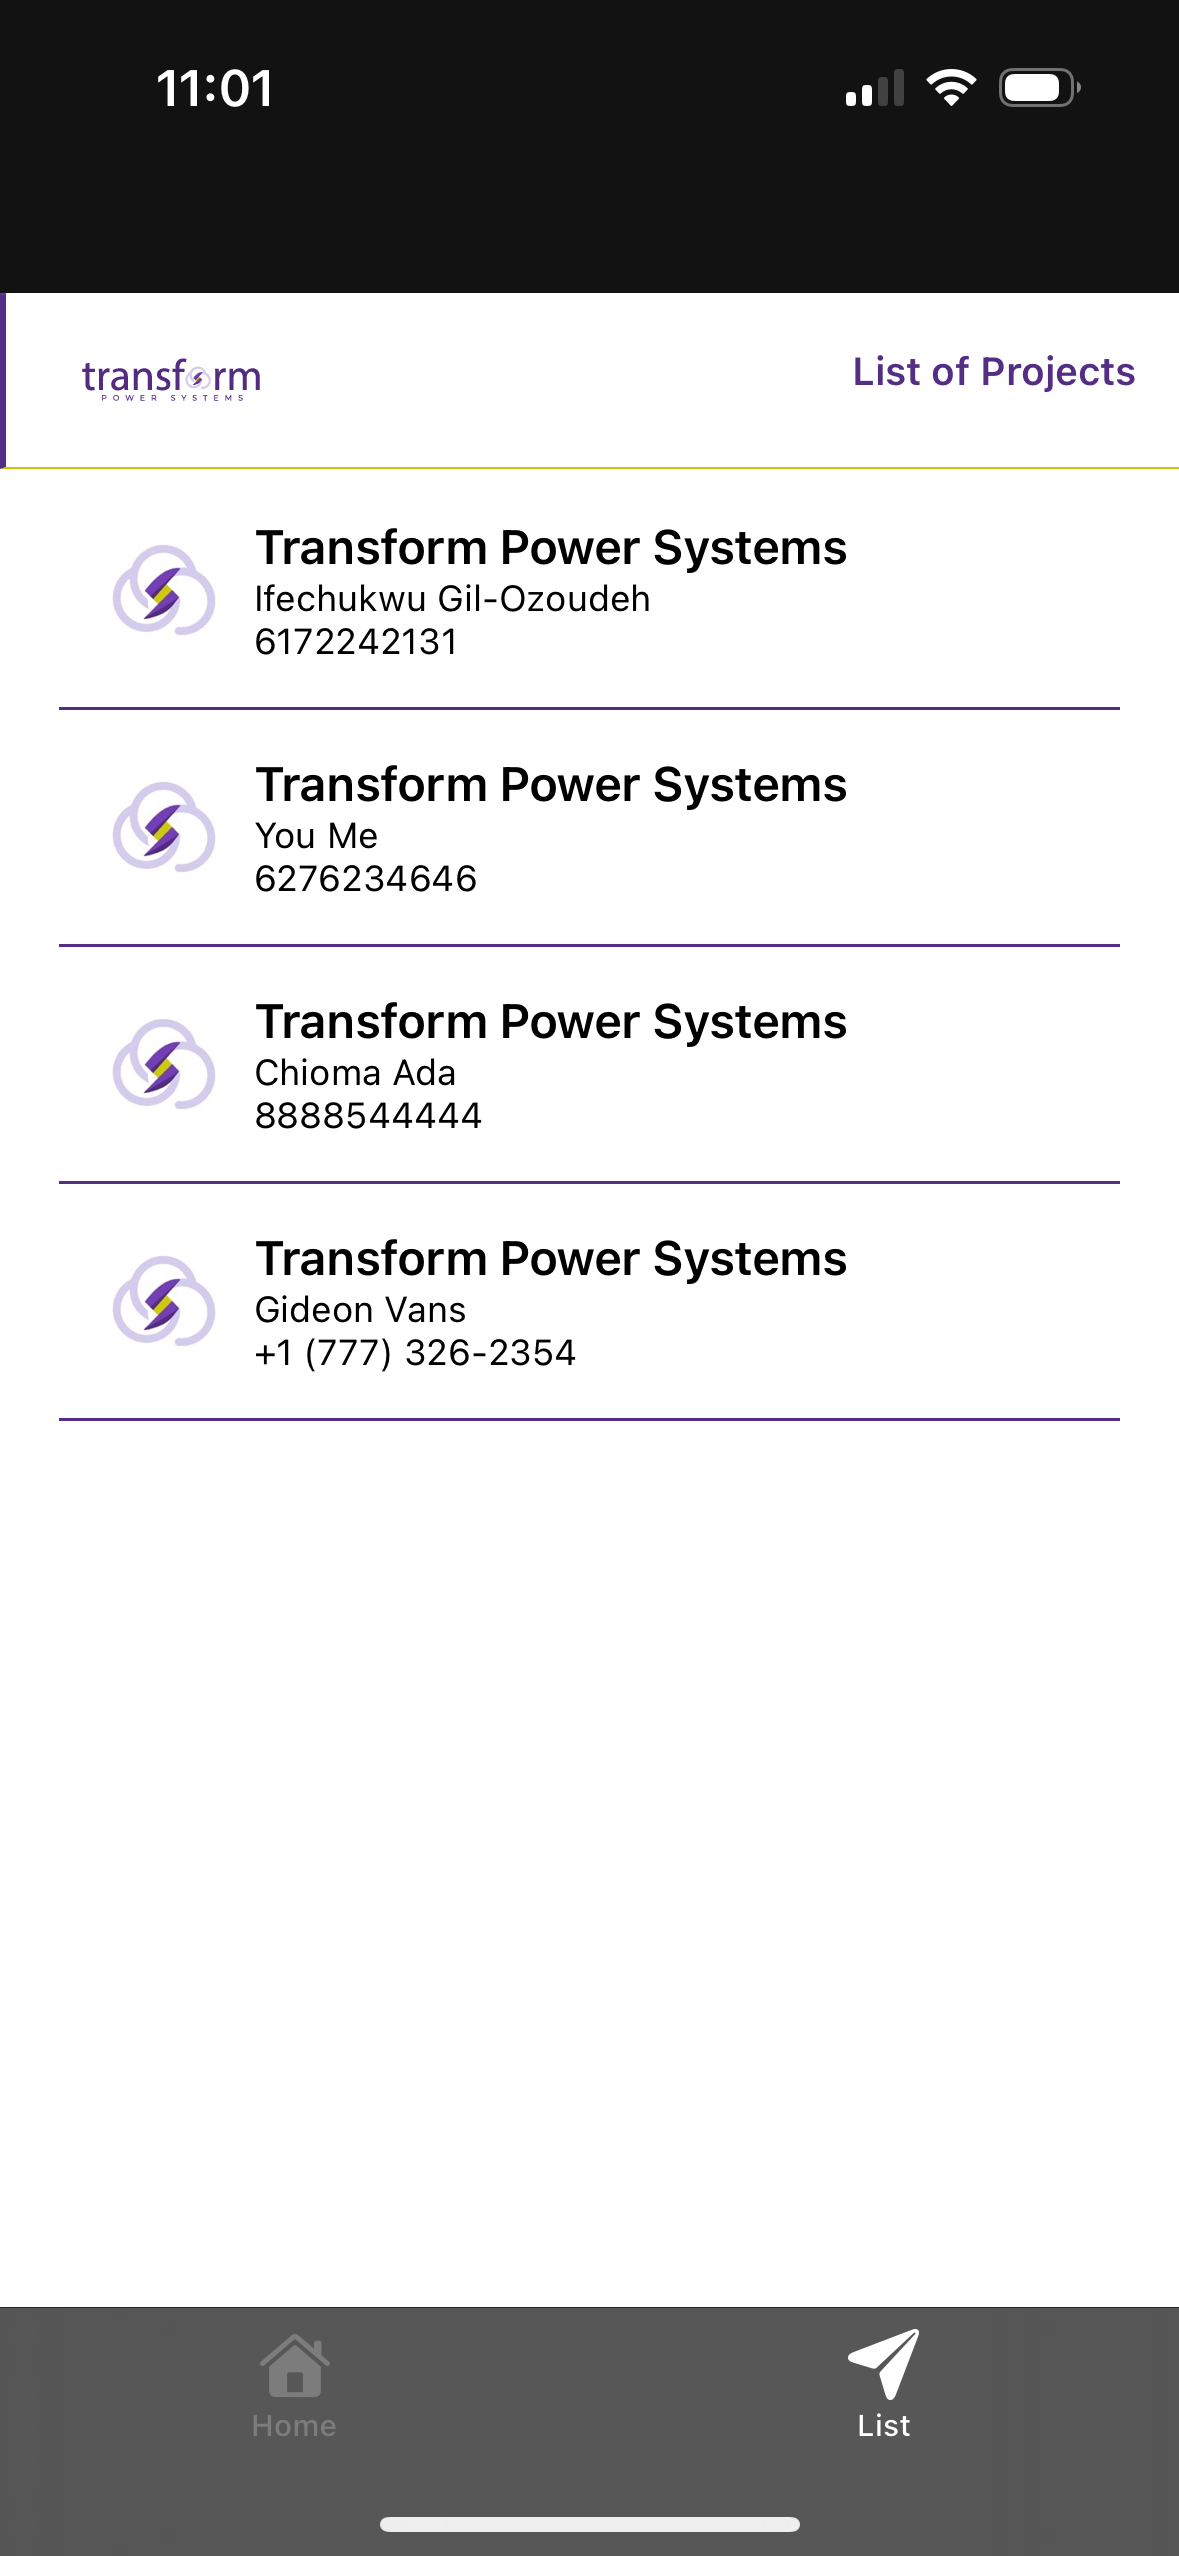 11:01
transform
POWER SYSTEMS
List of Projects
Transform Power Systems
Ifechukwu Gil-Ozoudeh
6172242131
Transform Power Systems
You Me
6276234646
Transform Power Systems
Chioma Ada
8888544444
Transform Power Systems
Gideon Vans
+1 (777) 326-2354
Home
List